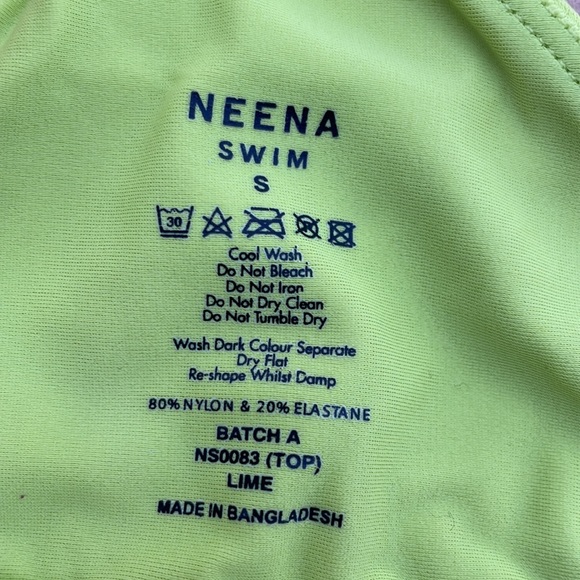 NEENA
SWIM
S
30
Cool Wash
Do Not Bleach
Do Not Iron
Do Not Dry Clean
Do Not Tumble Dry
Wash Dark Colour Separate
Dry Flat
Re-shape Whilst Damp
80% NYLON & 20% ELASTANE
BATCH A
NS0083 (TOP)
LIME
MADE IN BANGLADESH